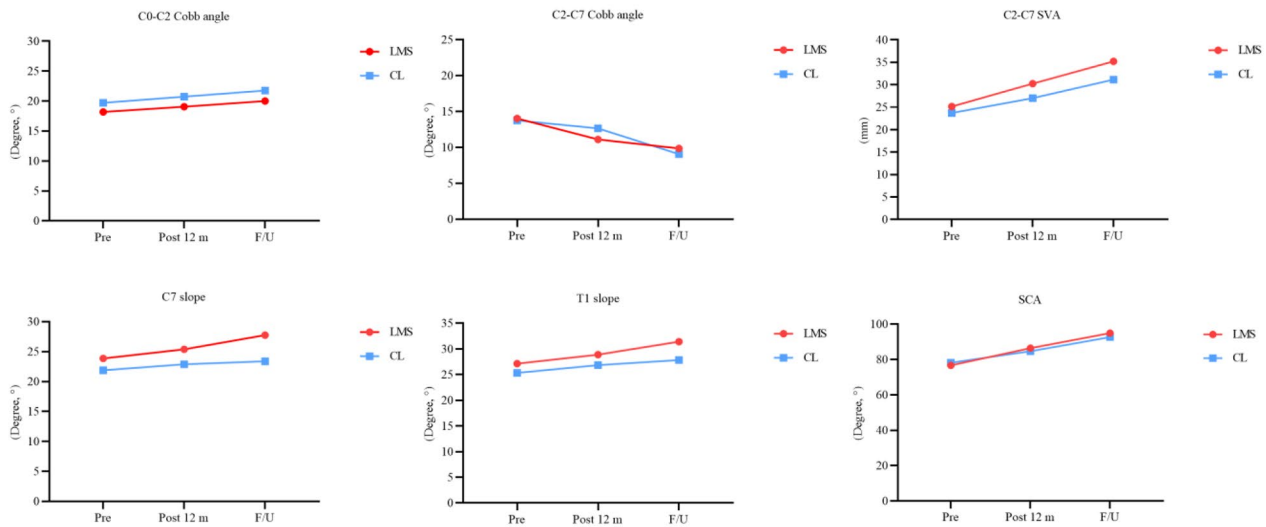 C0-C2 Cobb angle
30
25
20
15
10
5
0
(Degree, °)
Pre Post 12 m F/U
LMS
CL
C2-C7 Cobb angle
25
20
15
10
5
0
(Degree, °)
Pre Post 12 m F/U
LMS
CL
C2-C7 SVA
40
35
30
25
20
15
10
5
0
(mm)
Pre Post 12 m F/U
LMS
CL
C7 slope
30
25
20
15
10
5
0
(Degree, °)
Pre Post 12 m F/U
LMS
CL
T1 slope
35
30
25
20
15
10
5
0
(Degree, °)
Pre Post 12 m F/U
LMS
CL
SCA
100
80
60
40
20
0
(Degree, °)
Pre Post 12 m F/U
LMS
CL